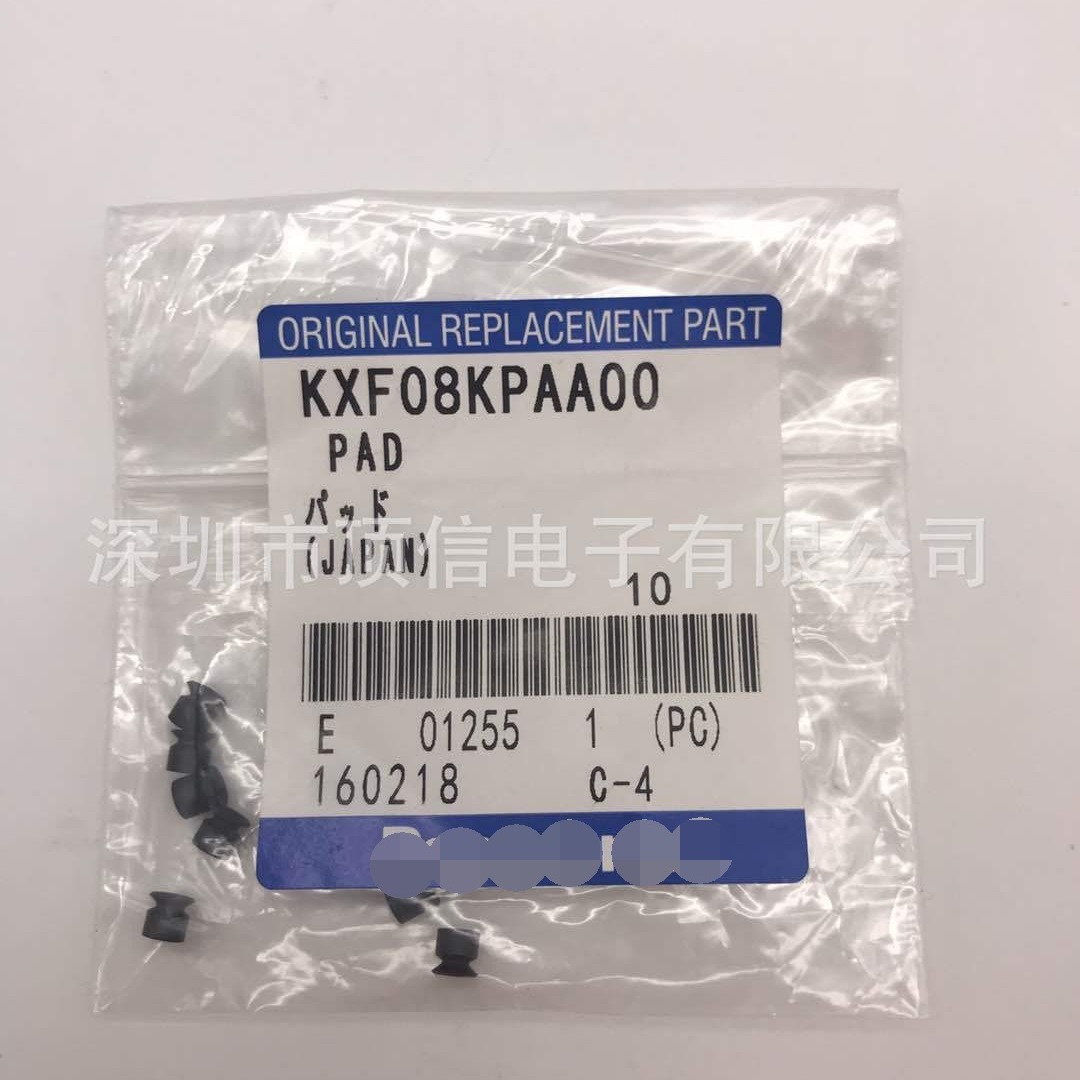 ORIGINAL REPLACEMENT PART
KXF08KPAA00
PAD
パッド
深圳市顶信电子有限公司
(JAPAN)
10
E 01255 1 (PC)
160218 C-4